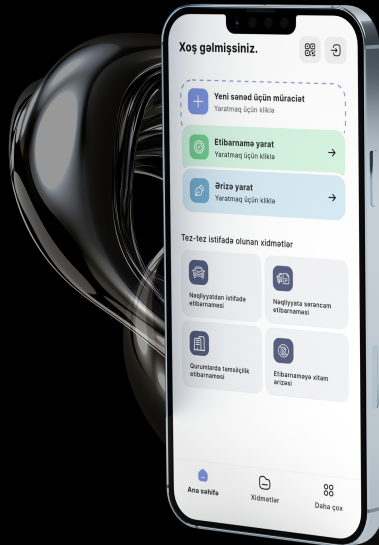 Xoş gəlmişsiniz.
Yeni sənəd üçün müraciət
Yaratmaq üçün kliklə
Etibarnamə yarat
Yaratmaq üçün kliklə
Ərizə yarat
Yaratmaq üçün kliklə
Tez-tez istifadə olunan xidmətlər
Nəqliyyatdan istifadə
etibarnaməsi
Nəqliyyata sərəncam
etibarnaməsi
Qurumlarda təmsilçilik
etibarnaməsi
Etibarnaməyə xitam
ərizəsi
Ana səhifə
Xidmətlər
Daha çox